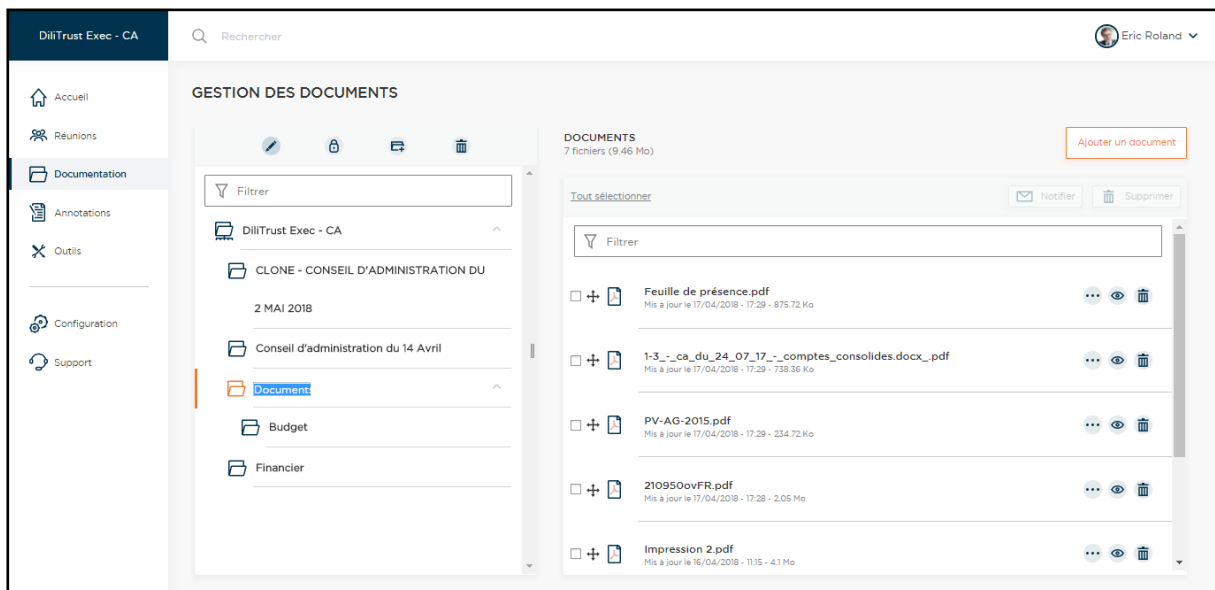 DiliTrust Exec - CA
Rechercher
Eric Roland
Accueil
Réunions
Documentation
Annotations
Outils
Configuration
Support
GESTION DES DOCUMENTS
Filtrer
DiliTrust Exec - CA
CLONE - CONSEIL D'ADMINISTRATION DU
2 MAI 2018
Conseil d'administration du 14 Avril
Documents
Budget
Financier
DOCUMENTS
7 fichiers (9.46 Mo)
Ajouter un document
Tout sélectionner
Notifier
Supprimer
Filtrer
Feuille de présence.pdf
Mis à jour le 17/04/2018 - 17:29 - 875.72 Ko
1-3_-_ca_du_24_07_17_-_comptes_consolides.docx_.pdf
Mis à jour le 17/04/2018 - 17:29 - 738.36 Ko
PV-AG-2015.pdf
Mis à jour le 17/04/2018 - 17:29 - 234.72 Ko
210950ovFR.pdf
Mis à jour le 17/04/2018 - 17:28 - 2.05 Mo
Impression 2.pdf
Mis à jour le 16/04/2018 - 11:15 - 4.1 Mo